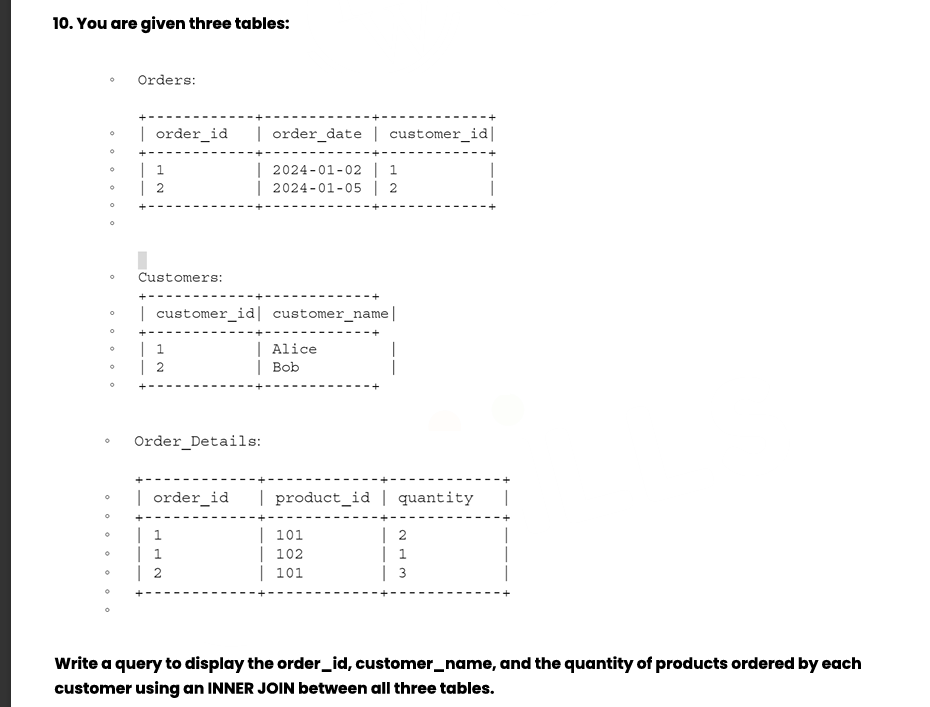 10. You are given three tables:
Orders:
+------------+------------+------------+
| order_id | order_date | customer_id|
+------------+------------+------------+
| 1 | 2024-01-02 | 1 |
| 2 | 2024-01-05 | 2 |
+------------+------------+------------+
Customers:
+------------+------------+
| customer_id| customer_name|
+------------+------------+
| 1 | Alice |
| 2 | Bob |
+------------+------------+
Order_Details:
+------------+------------+------------+
| order_id | product_id | quantity |
+------------+------------+------------+
| 1 | 101 | 2 |
| 1 | 102 | 1 |
| 2 | 101 | 3 |
+------------+------------+------------+
Write a query to display the order_id, customer_name, and the quantity of products ordered by each
customer using an INNER JOIN between all three tables.